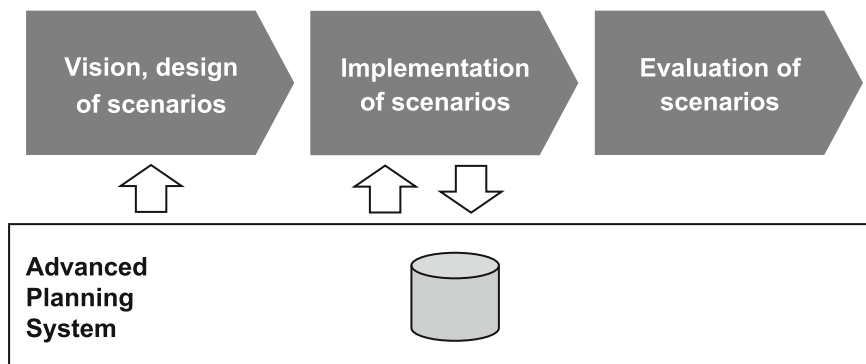 Vision, design
of scenarios
Implementation
of scenarios
Evaluation of
scenarios
Advanced
Planning
System